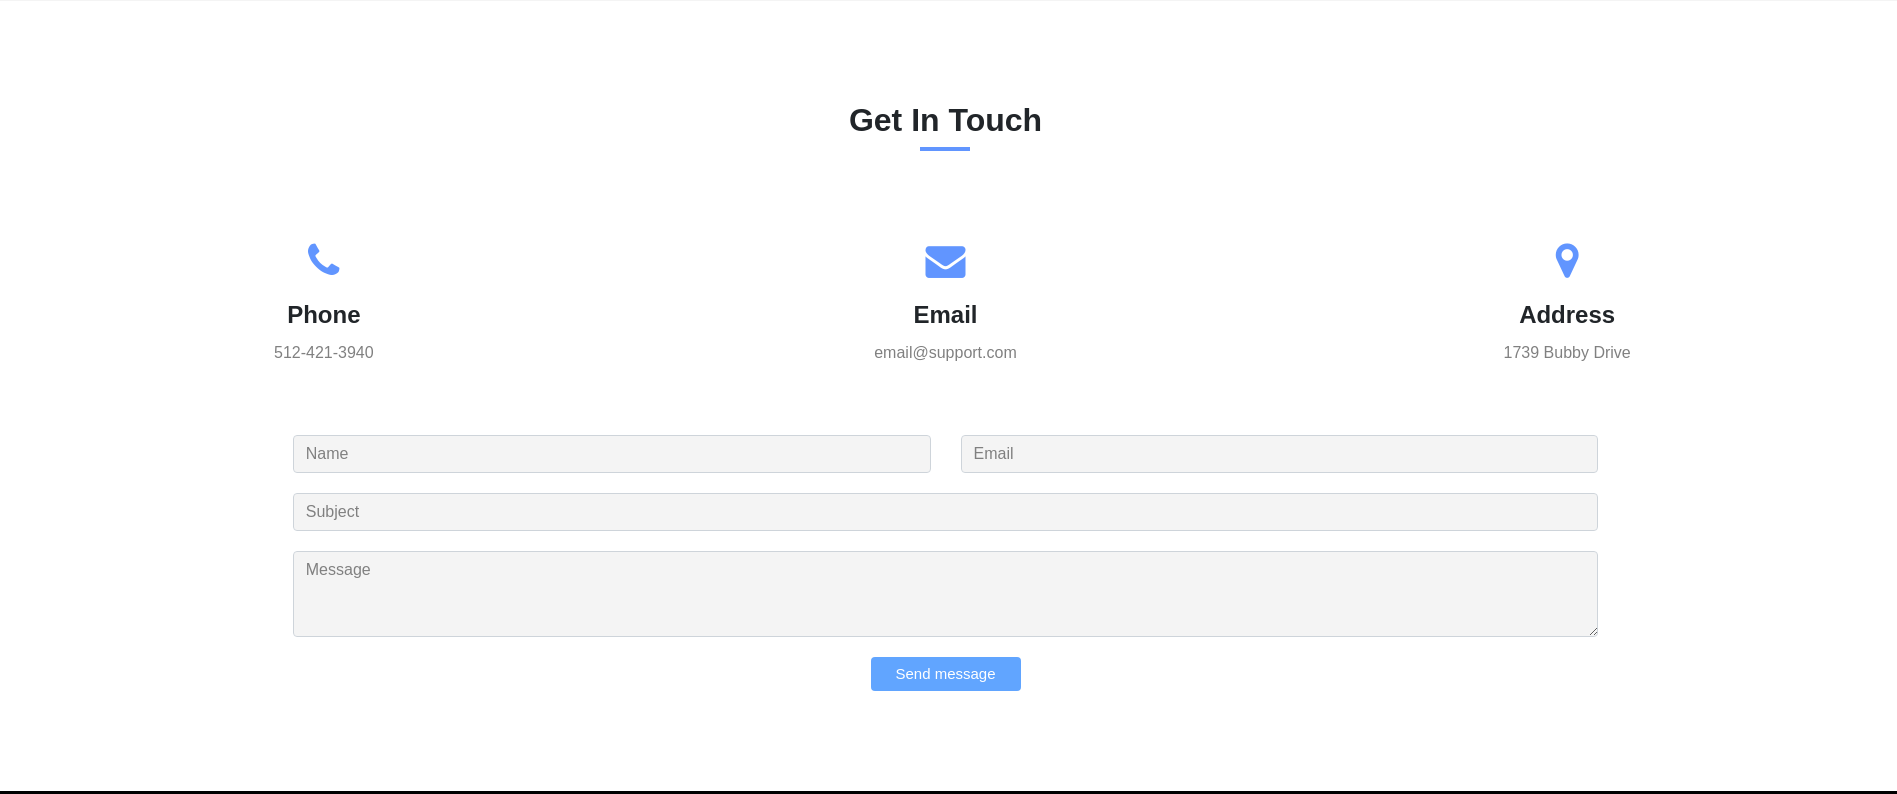 Get In Touch
Phone
512-421-3940
Email
email@support.com
Address
1739 Bubby Drive
Name
Email
Subject
Message
Send message